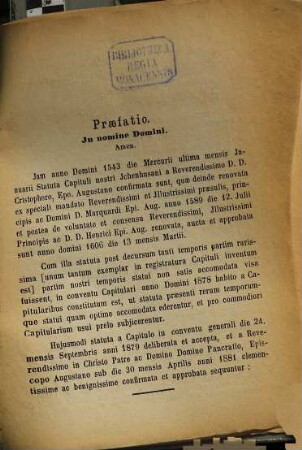 BIBLIOTHECA
REGIA
MONACENSIS
Præfatio.
In nomine Domini.
Amen.
Jam anno Domini 1543 die Mercurii ultima mensis Ja-
nuarii Statuta Capituli nostri Jchenhasani a Reverendissimo D. D.
Cristophero, Epo. Augustano confirmata sunt, quæ deinde renovata
ex speciali mandato Reverendissimi et Illustrissimi præsulis, prin-
cipis ac Domini D. Marquardi Epi. Aug. anno 1589 die 12. Julii
et postea de voluntate et consensu Reverendissimi, Illustrissimi
Principis ac D. D. Henrici Epi. Aug. renovata, aucta et approbata
sunt anno domini 1606 die 13 mensis Martii.
Cum illa statuta post decursum tanti temporis partim raris-
sima [unum tantum exemplar in registratura Capituli inventum
est] partim nostri temporis statui non satis accomodata visa
fuissent, in conventu Capitulari anno Domini 1878 habito a Ca-
pitularibus constitutum est, ut statuta præsenti rerum temporum-
que statui quam optime accomodata ederentur, et pro commodiori
Capitularium usui prelo subjicerentur.
Hujusmodi statuta a Capitulo in conventu generali die 24.
mensis Septembris anni 1879 deliberata et accepta, et a Reve-
rendissimo in Christo Patre ac Domino Domino Pancratio, Epis-
copo Augustano sub die 30 mensis Aprilis anni 1881 clemen-
tissime ac benignissime confirmata et approbata sequuntur :